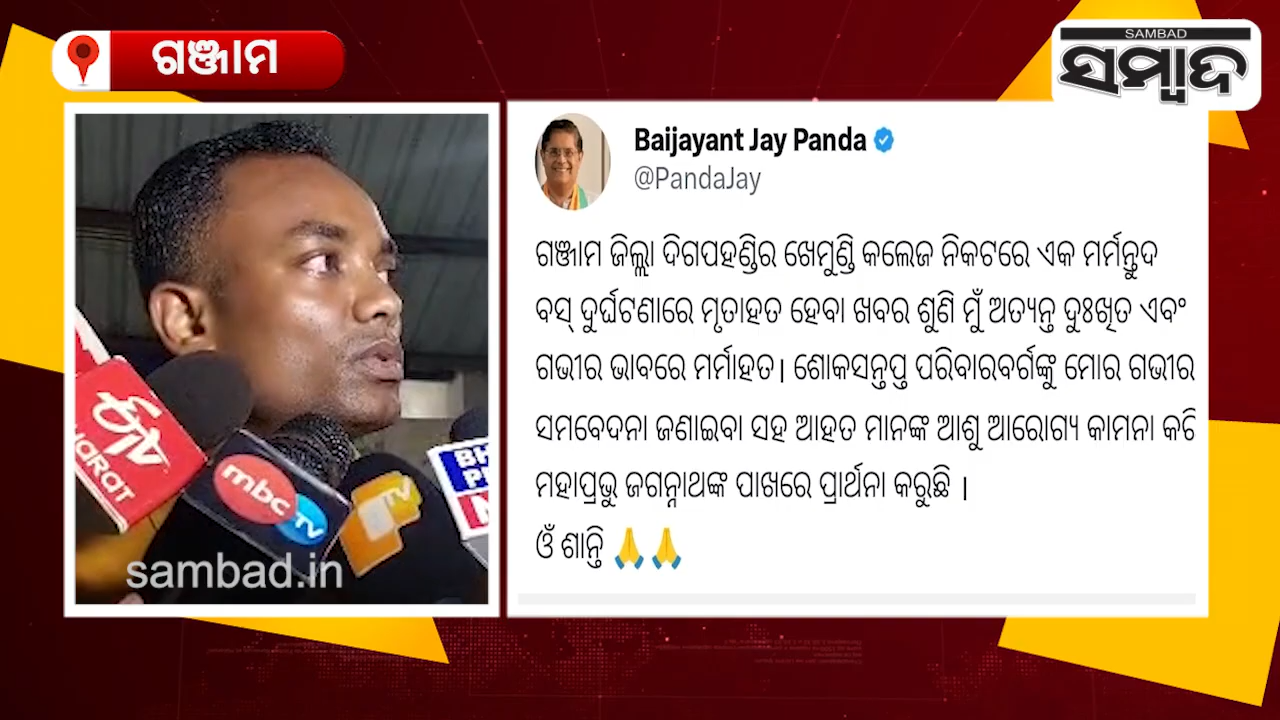 ଗଞ୍ଜାମ
SAMBAD
ସମ୍ବାଦ
Baijayant Jay Panda
@PandaJay
ଗଞ୍ଜାମ ଜିଲ୍ଲା ଦିଗପହଣ୍ଡିର ଖେମୁଣ୍ଡି କଲେଜ ନିକଟରେ ଏକ ମର୍ମନ୍ତୁଦ
ବସ୍ ଦୁର୍ଘଟଣାରେ ମୃତାହତ ହେବା ଖବର ଶୁଣି ମୁଁ ଅତ୍ୟନ୍ତ ଦୁଃଖିତ ଏବଂ
ଗଭୀର ଭାବରେ ମର୍ମାହତ। ଶୋକସନ୍ତପ୍ତ ପରିବାରବର୍ଗଙ୍କୁ ମୋର ଗଭୀର
ସମବେଦନା ଜଣାଇବା ସହ ଆହତ ମାନଙ୍କ ଆଶୁ ଆରୋଗ୍ୟ କାମନା କରି
ମହାପ୍ରଭୁ ଜଗନ୍ନାଥଙ୍କ ପାଖରେ ପ୍ରାର୍ଥନା କରୁଛି ।
ଓଁ ଶାନ୍ତି 🙏🙏
mbc
TV
TV
sambad.in